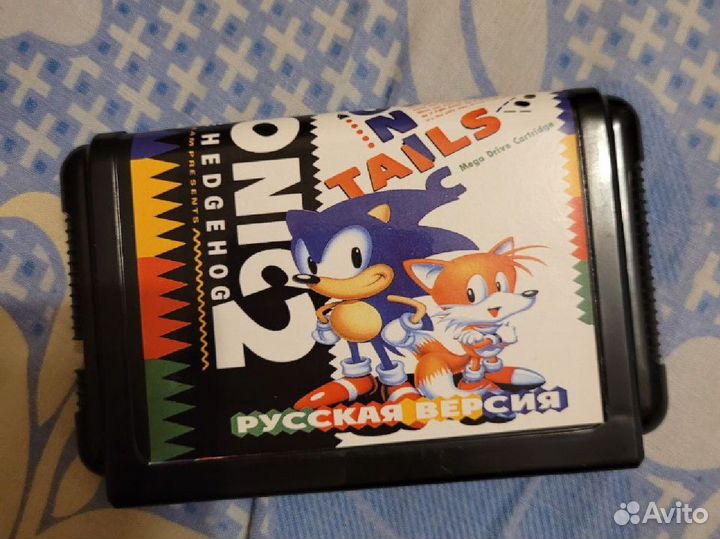 AM PRESENTS
HEDGEHOG
ONIC 2
N
TAILS
Mega Drive Cartridge
РУССКАЯ ВЕРСИЯ
Avito